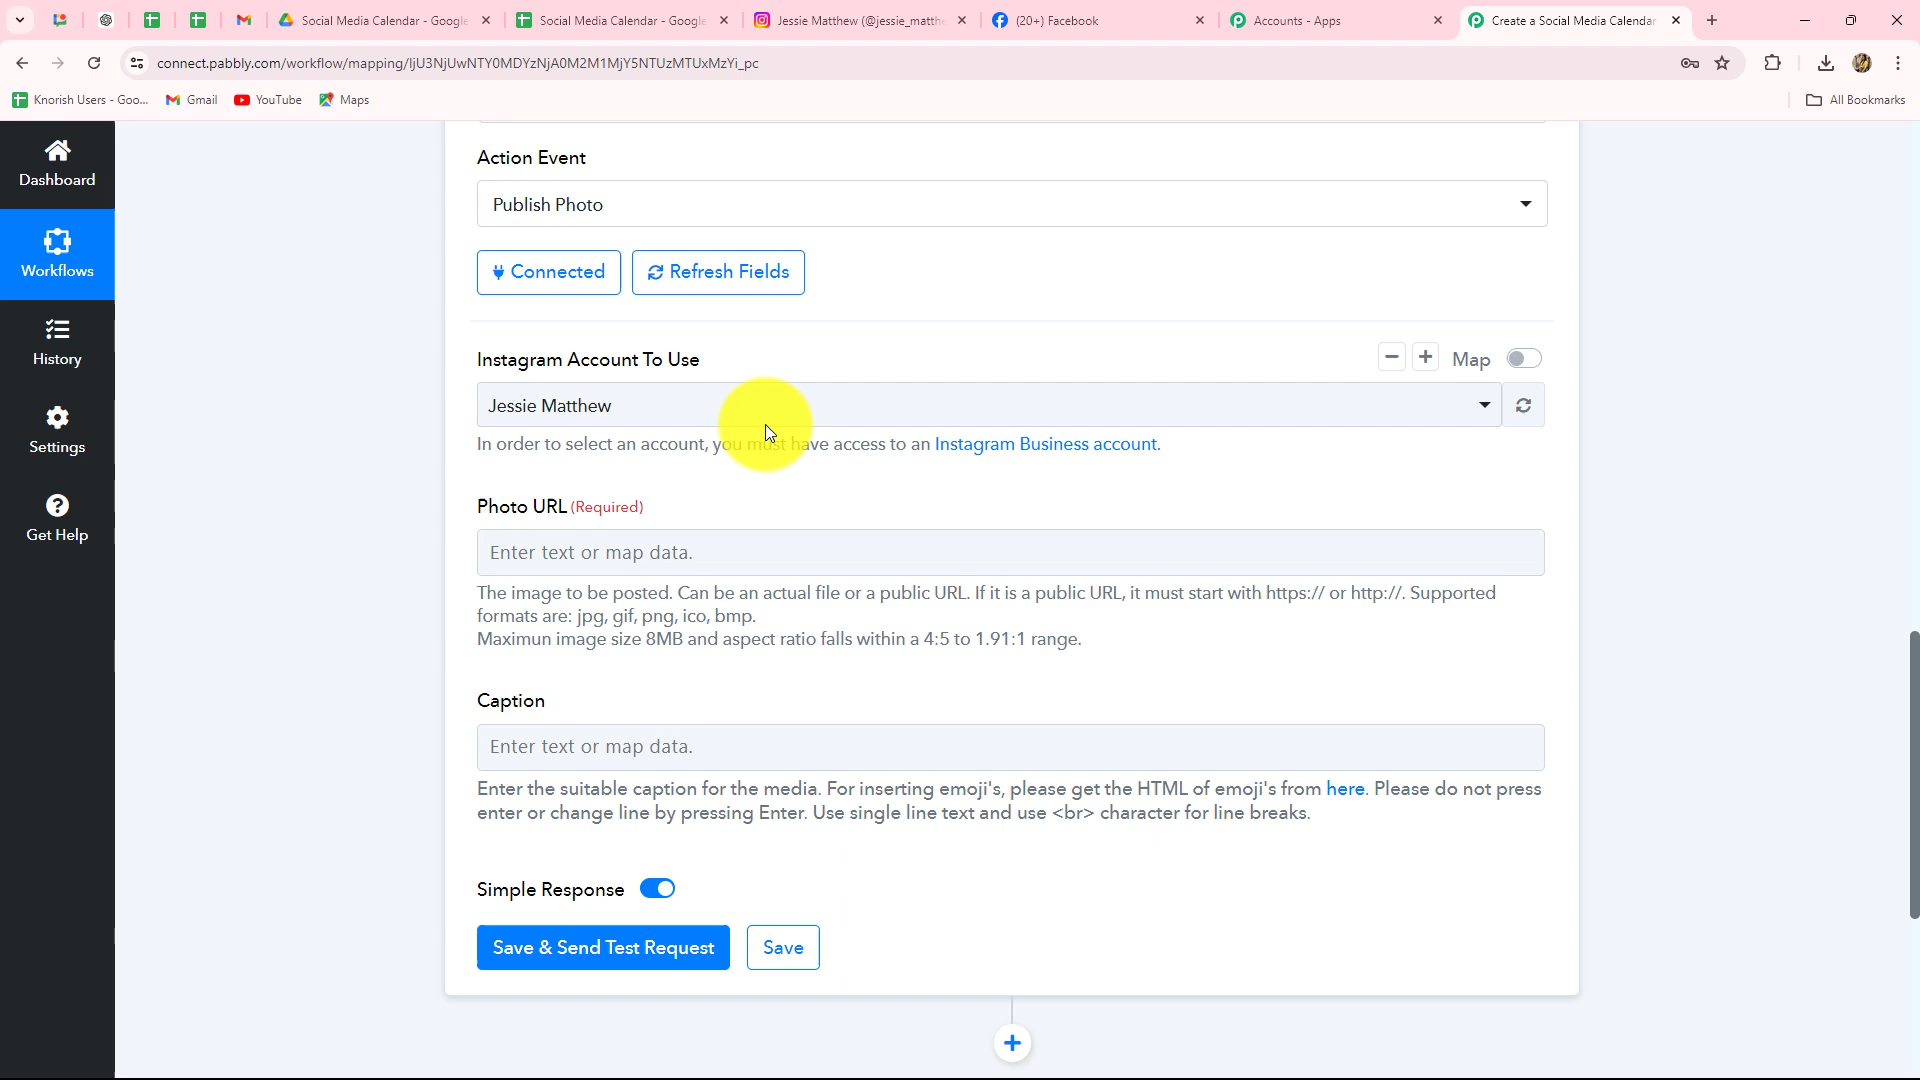 Social Media Calendar - Google
Social Media Calendar - Google
Jessie Matthew (@jessie_matthe
(20+) Facebook
Accounts - Apps
Create a Social Media Calendar
connect.pabbly.com/workflow/mapping/IjU3NjUwNTY0MDYzNjA0M2M1MjY5NTUzMTUxMzYi_pc
Knorish Users - Goo...
Gmail
YouTube
Maps
All Bookmarks
Dashboard
Workflows
History
Settings
Get Help
Action Event
Publish Photo
Connected
Refresh Fields
Instagram Account To Use
Map
Jessie Matthew
In order to select an account, you must have access to an Instagram Business account.
Photo URL (Required)
Enter text or map data.
The image to be posted. Can be an actual file or a public URL. If it is a public URL, it must start with https:// or http://. Supported
formats are: jpg, gif, png, ico, bmp.
Maximun image size 8MB and aspect ratio falls within a 4:5 to 1.91:1 range.
Caption
Enter text or map data.
Enter the suitable caption for the media. For inserting emoji's, please get the HTML of emoji's from here. Please do not press
enter or change line by pressing Enter. Use single line text and use <br> character for line breaks.
Simple Response
Save & Send Test Request
Save